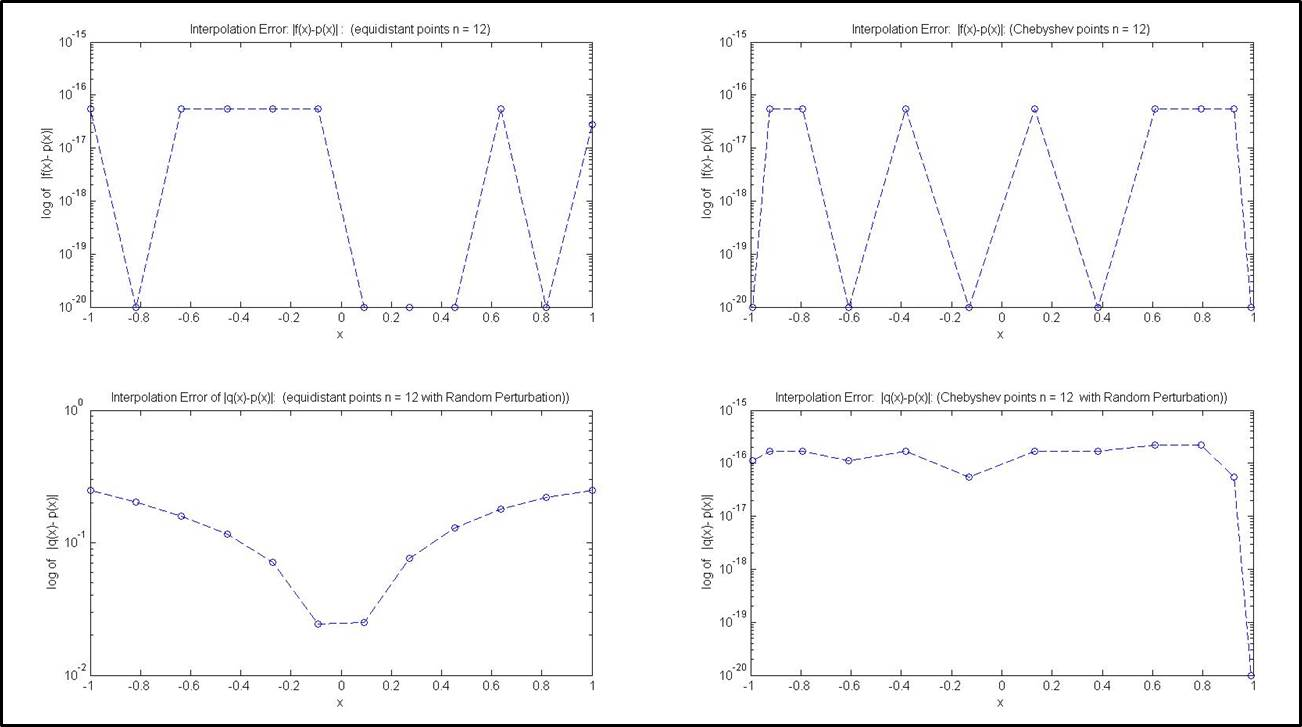 Interpolation Error: |f(x)-p(x)| :  (equidistant points n = 12)
10^-15
10^-16
10^-17
10^-18
10^-19
10^-20
log of |f(x)- p(x)|
-1 -0.8 -0.6 -0.4 -0.2 0 0.2 0.4 0.6 0.8 1
x
Interpolation Error:  |f(x)-p(x)|: (Chebyshev points n = 12)
10^-15
10^-16
10^-17
10^-18
10^-19
10^-20
log of |f(x)- p(x)|
-1 -0.8 -0.6 -0.4 -0.2 0 0.2 0.4 0.6 0.8 1
x
Interpolation Error of |q(x)-p(x)|:  (equidistant points n = 12 with Random Perturbation))
10^0
10^-1
10^-2
log of |q(x)- p(x)|
-1 -0.8 -0.6 -0.4 -0.2 0 0.2 0.4 0.6 0.8 1
x
Interpolation Error:  |q(x)-p(x)|: (Chebyshev points n = 12  with Random Perturbation))
10^-15
10^-16
10^-17
10^-18
10^-19
10^-20
log of |q(x)- p(x)|
-1 -0.8 -0.6 -0.4 -0.2 0 0.2 0.4 0.6 0.8 1
x